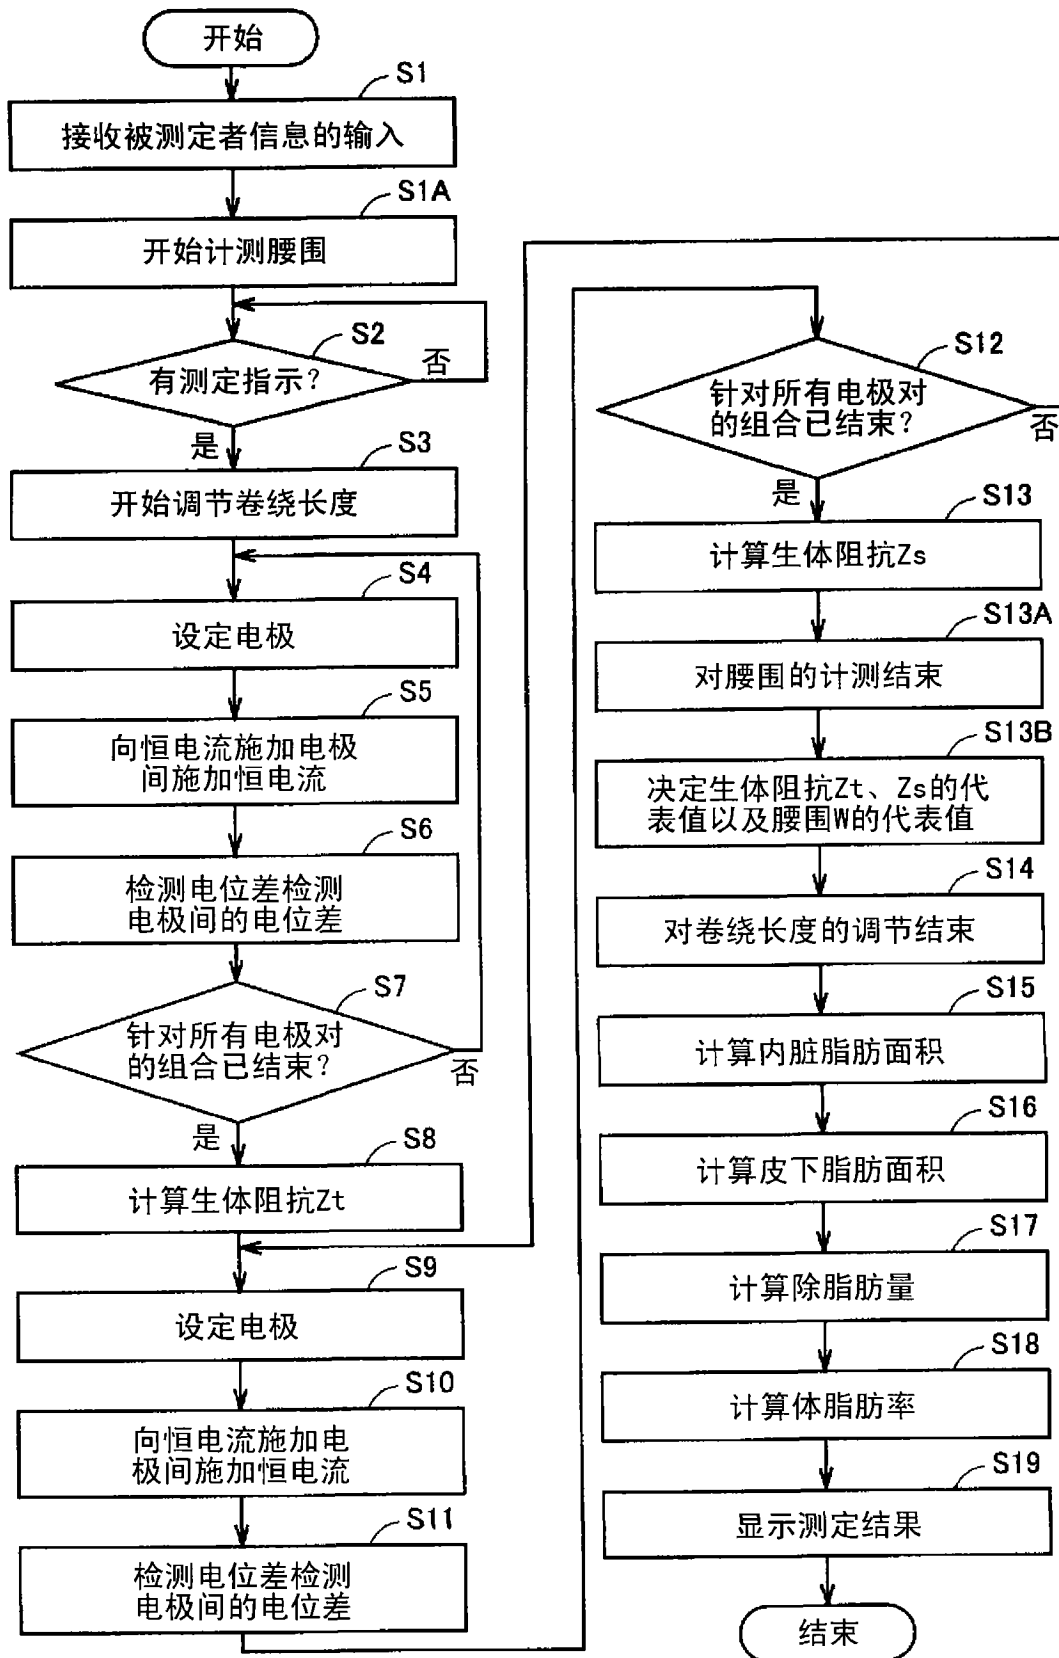 开始
S1
接收被测定者信息的输入
S1A
开始计测腰围
S2
有测定指示?
否
是
S3
开始调节卷绕长度
S4
设定电极
S5
向恒电流施加电极
间施加恒电流
S6
检测电位差检测
电极间的电位差
S7
针对所有电极对
的组合已结束?
否
是
S8
计算生体阻抗Zt
S9
设定电极
S10
向恒电流施加电
极间施加恒电流
S11
检测电位差检测
电极间的电位差
S12
针对所有电极对
的组合已结束?
否
是
S13
计算生体阻抗Zs
S13A
对腰围的计测结束
S13B
决定生体阻抗Zt、Zs的代
表值以及腰围W的代表值
S14
对卷绕长度的调节结束
S15
计算内脏脂肪面积
S16
计算皮下脂肪面积
S17
计算除脂肪量
S18
计算体脂肪率
S19
显示测定结果
结束